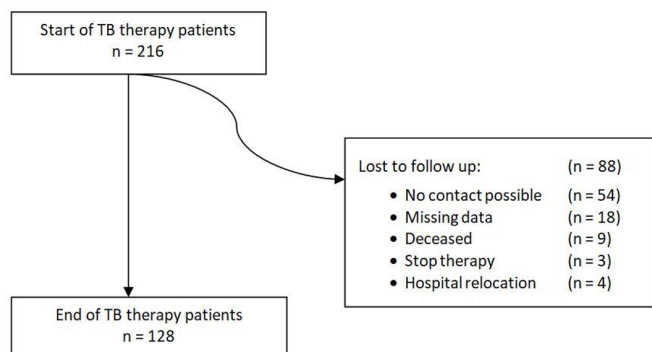 Start of TB therapy patients
n = 216
Lost to follow up: (n = 88)
• No contact possible (n = 54)
• Missing data (n = 18)
• Deceased (n = 9)
• Stop therapy (n = 3)
• Hospital relocation (n = 4)
End of TB therapy patients
n = 128